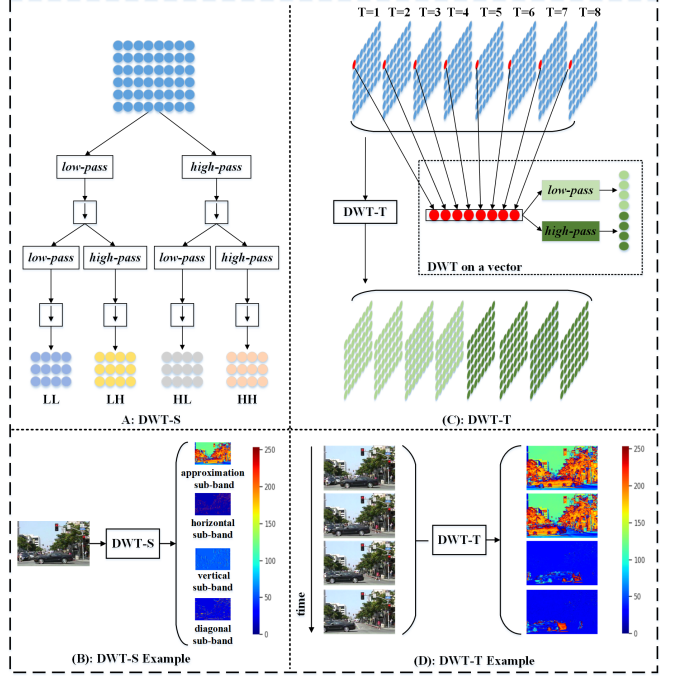 low-pass
high-pass
low-pass
high-pass
low-pass
high-pass
LL
LH
HL
HH
A: DWT-S
T=1 T=2 T=3 T=4 T=5 T=6 T=7 T=8
DWT-T
low-pass
high-pass
DWT on a vector
(C): DWT-T
DWT-S
approximation
sub-band
horizontal
sub-band
vertical
sub-band
diagonal
sub-band
250
200
150
100
50
0
(B): DWT-S Example
time
DWT-T
250
200
150
100
50
0
(D): DWT-T Example